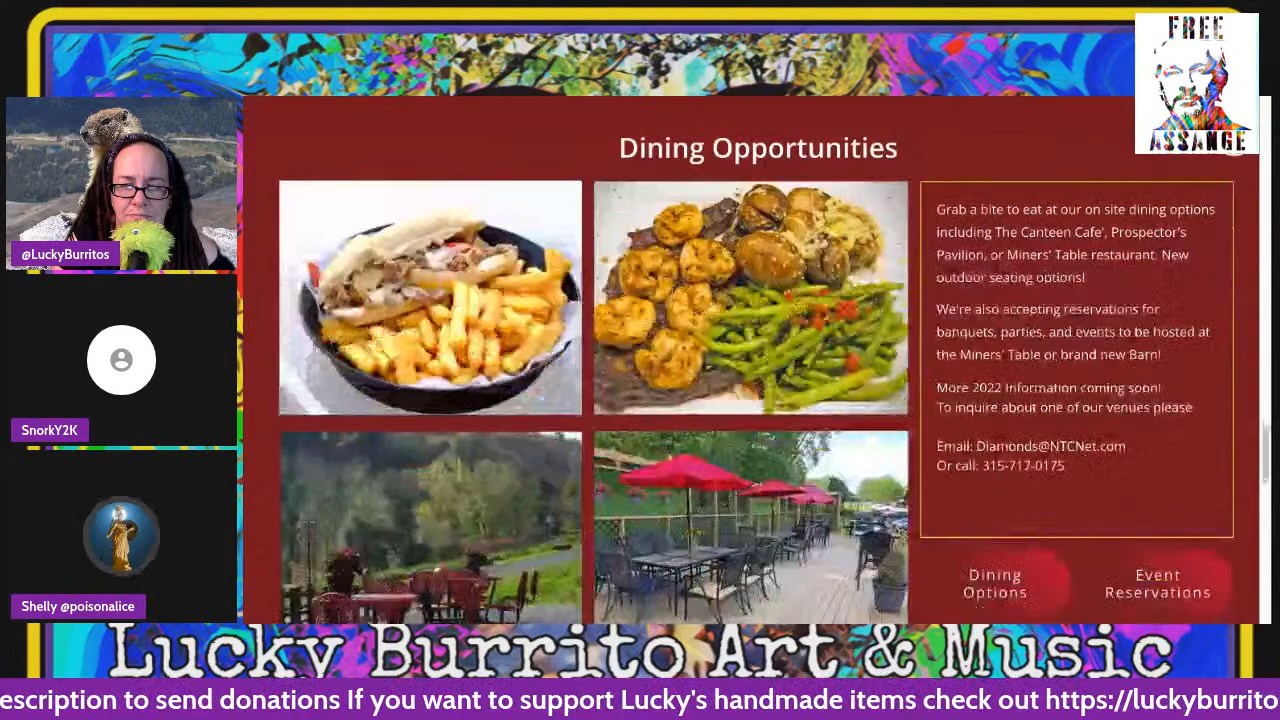 FREE
ASSANGE
Dining Opportunities
Grab a bite to eat at our on site dining options
including The Canteen Cafe', Prospector's
Pavilion, or Miners' Table restaurant. New
outdoor seating options!
We're also accepting reservations for
banquets, parties, and events to be hosted at
the Miners' Table or brand new Barn!
More 2022 Information coming soon!
To inquire about one of our venues please
Email: Diamonds@NTCNet.com
Or call: 315-717-0175
Dining
Options
Event
Reservations
@LuckyBurritos
SnorkY2K
Shelly @poisonalice
Lucky Burrito Art & Music
escription to send donations If you want to support Lucky's handmade items check out https://luckyburrito